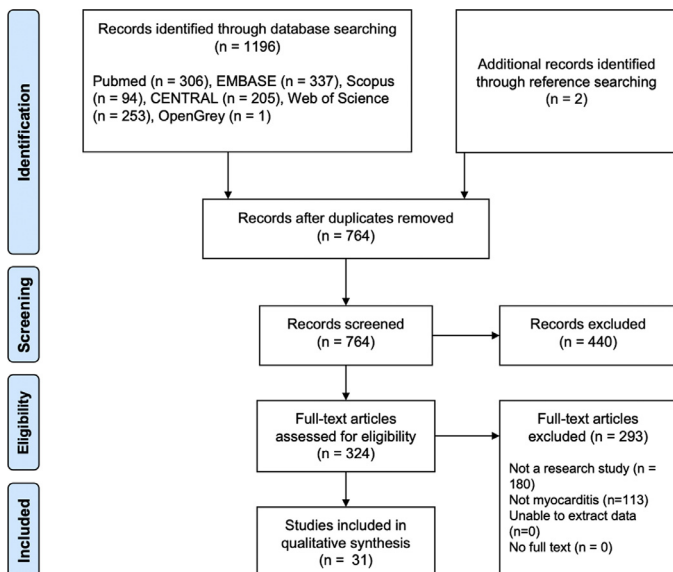 Identification
Records identified through database searching
(n = 1196)
Pubmed (n = 306), EMBASE (n = 337), Scopus
(n = 94), CENTRAL (n = 205), Web of Science
(n = 253), OpenGrey (n = 1)
Additional records identified
through reference searching
(n = 2)
Records after duplicates removed
(n = 764)
Screening
Records screened
(n = 764)
Records excluded
(n = 440)
Eligibility
Full-text articles
assessed for eligibility
(n = 324)
Full-text articles
excluded (n = 293)
Not a research study (n =
180)
Not myocarditis (n=113)
Unable to extract data
(n=0)
No full text (n = 0)
Included
Studies included in
qualitative synthesis
(n = 31)